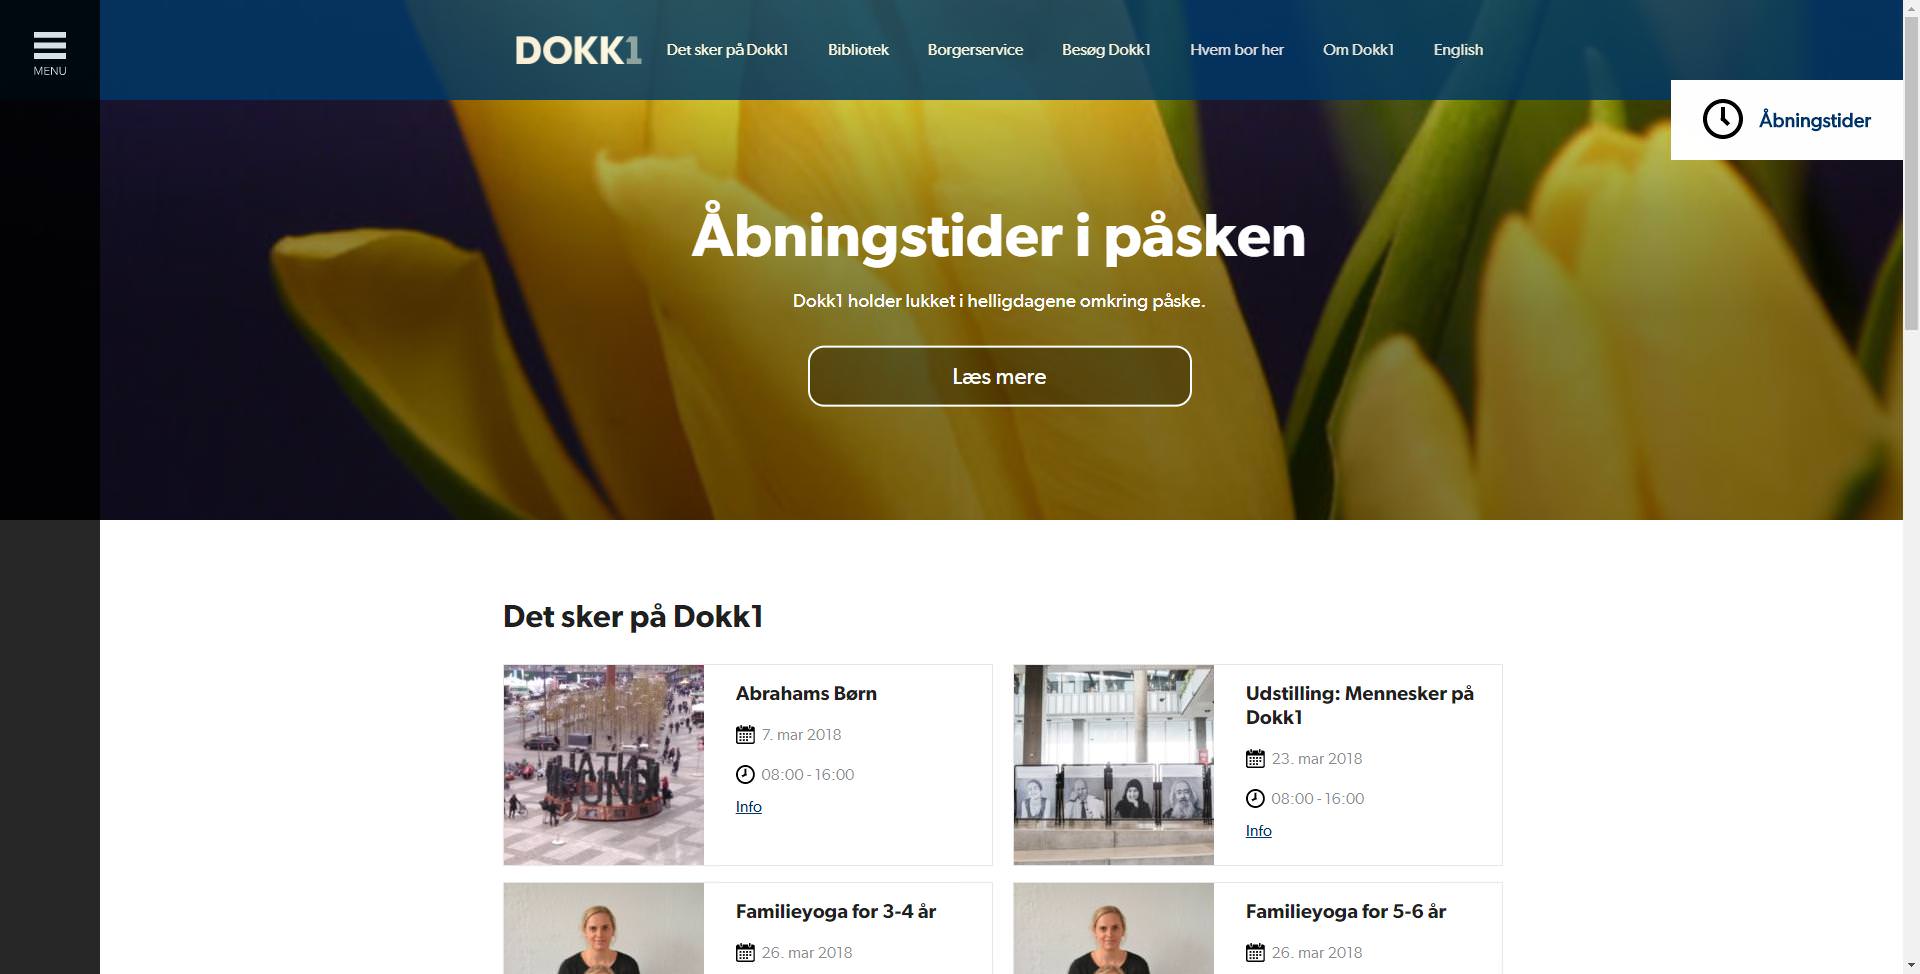 MENU
DOKK1
Det sker på Dokk1
Bibliotek
Borgerservice
Besøg Dokk1
Hvem bor her
Om Dokk1
English
Åbningstider
Åbningstider i påsken
Dokk1 holder lukket i helligdagene omkring påske.
Læs mere
Det sker på Dokk1
Abrahams Børn
7. mar 2018
08:00 - 16:00
Info
Udstilling: Mennesker på
Dokk1
23. mar 2018
08:00 - 16:00
Info
Familieyoga for 3-4 år
26. mar 2018
Familieyoga for 5-6 år
26. mar 2018